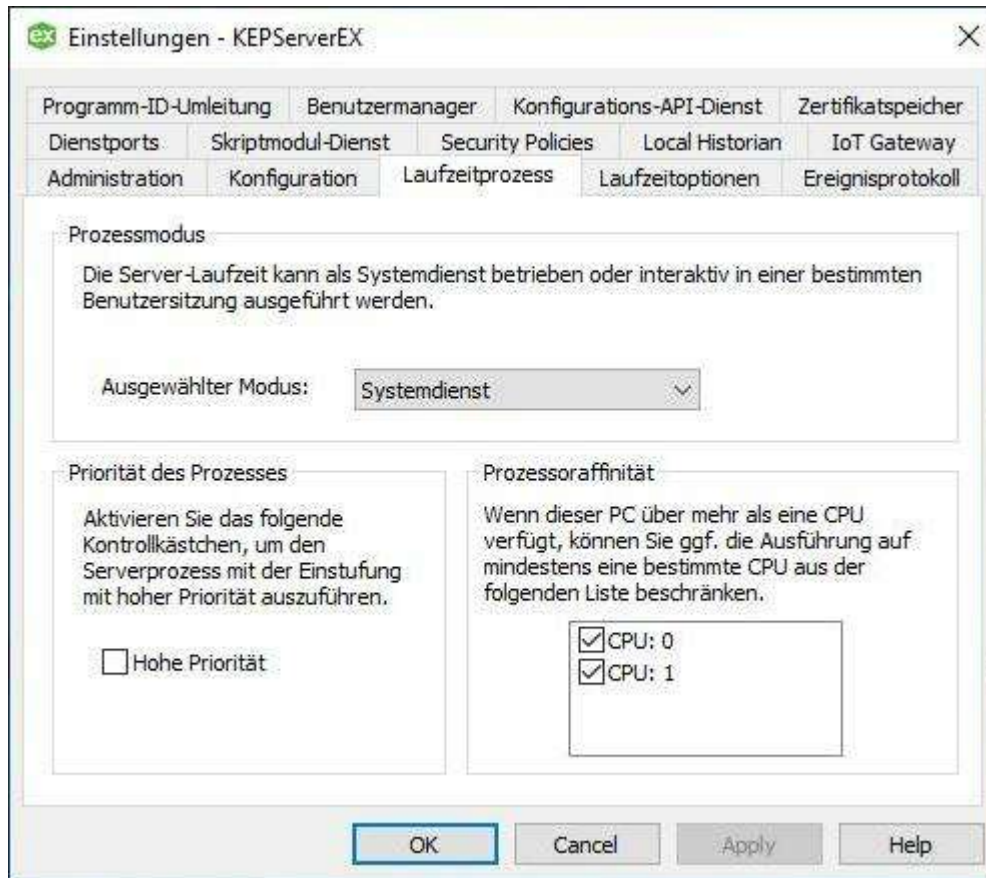 ex Einstellungen - KEPServerEX
Programm-ID-Umleitung Benutzermanager Konfigurations-API-Dienst Zertifikatspeicher
Dienstports Skriptmodul-Dienst Security Policies Local Historian IoT Gateway
Administration Konfiguration Laufzeitprozess Laufzeitoptionen Ereignisprotokoll
Prozessmodus
Die Server-Laufzeit kann als Systemdienst betrieben oder interaktiv in einer bestimmten
Benutzersitzung ausgeführt werden.
Ausgewählter Modus: Systemdienst
Priorität des Prozesses
Aktivieren Sie das folgende
Kontrollkästchen, um den
Serverprozess mit der Einstufung
mit hoher Priorität auszuführen.
Hohe Priorität
Prozessoraffinität
Wenn dieser PC über mehr als eine CPU
verfügt, können Sie ggf. die Ausführung auf
mindestens eine bestimmte CPU aus der
folgenden Liste beschränken.
CPU: 0
CPU: 1
OK Cancel Apply Help